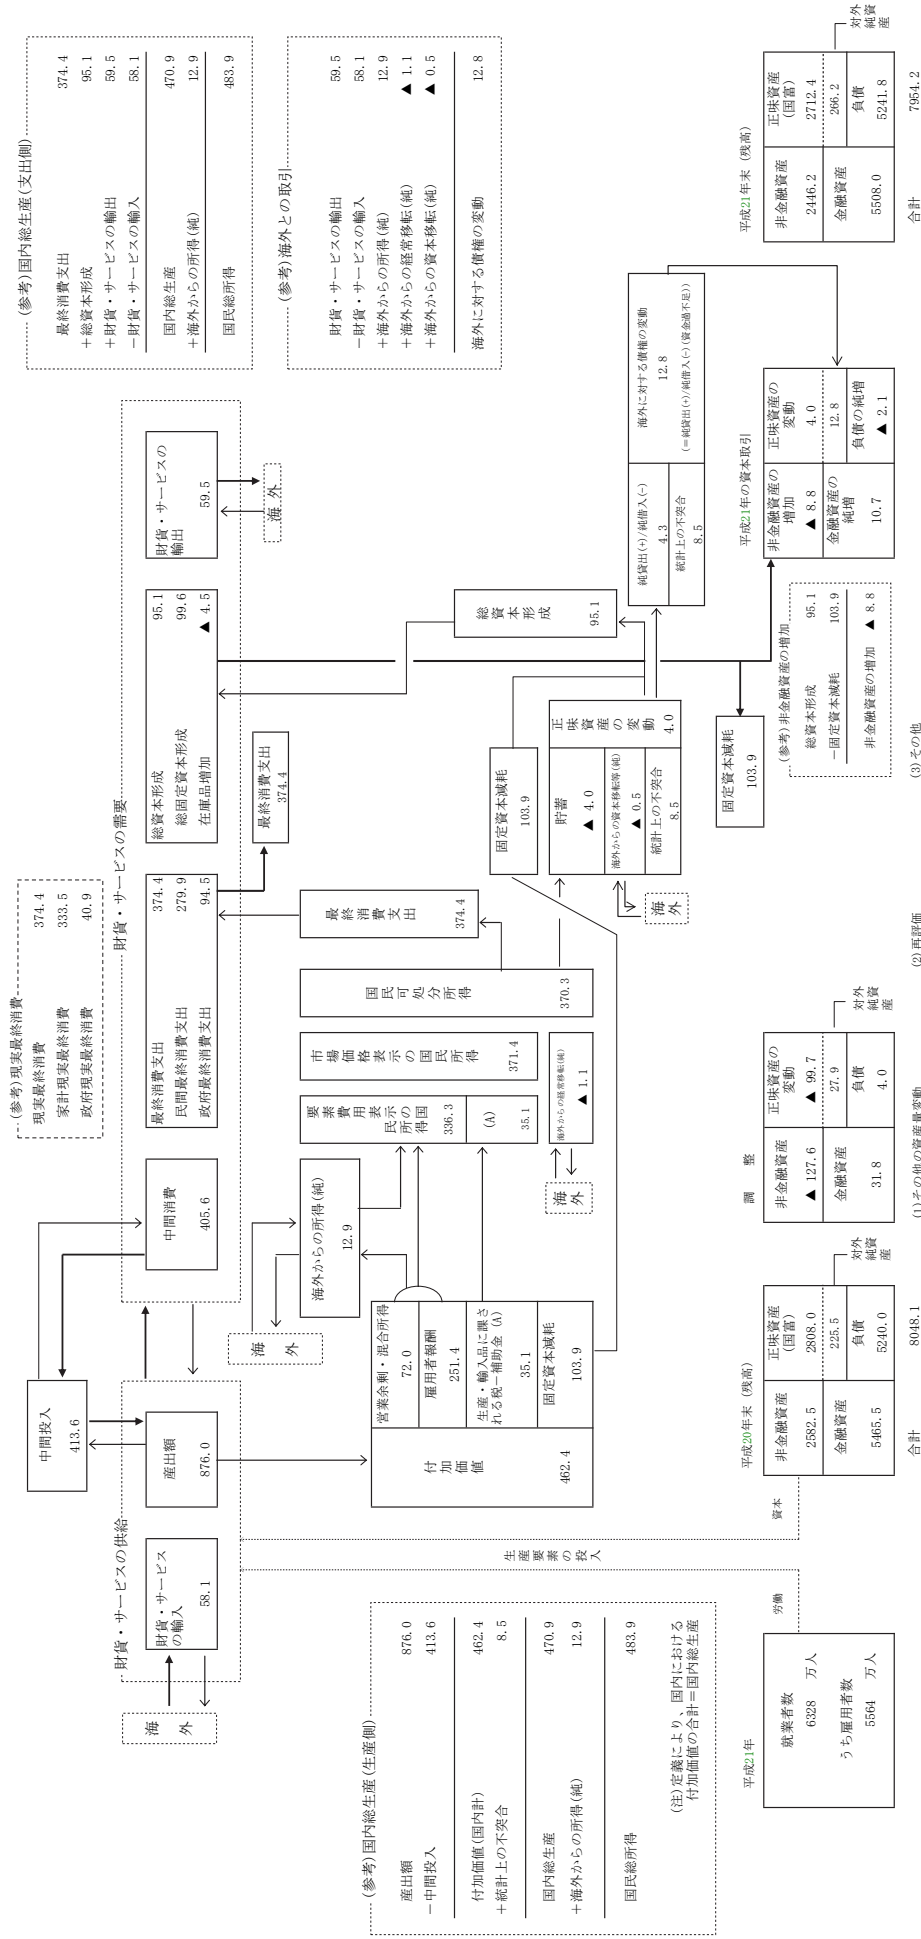 財貨・サービスの供給
海
外
財貨・サービス
の輸入
58.1
産出額
876.0
中間投入
413.6
財貨・サービスの需要
中間消費
405.6
(参考)現実最終消費
現実最終消費 374.4
家計現実最終消費 333.5
政府現実最終消費 40.9
最終消費支出 374.4
民間最終消費支出 279.9
政府最終消費支出 94.5
総資本形成 95.1
総固定資本形成 99.6
在庫品増加 ▲ 4.5
財貨・サービスの
輸出
59.5
海 外
最終消費支出
374.4
(参考)国内総生産(支出側)
最終消費支出 374.4
+総資本形成 95.1
+財貨・サービスの輸出 59.5
−財貨・サービスの輸入 58.1
国内総生産 470.9
+海外からの所得(純) 12.9
国民総所得 483.9
(参考)海外との取引
財貨・サービスの輸出 59.5
−財貨・サービスの輸入 58.1
+海外からの所得(純) 12.9
+海外からの経常移転(純) ▲ 1.1
+海外からの資本移転(純) ▲ 0.5
海外に対する債権の変動 12.8
(参考)国内総生産(生産側)
産出額 876.0
−中間投入 413.6
付加価値(国内計) 462.4
+統計上の不突合 8.5
国内総生産 470.9
+海外からの所得(純) 12.9
国民総所得 483.9
(注)定義により、国内における
付加価値の合計=国内総生産
生産要素の投入
付加価値
462.4
営業余剰・混合所得
72.0
雇用者報酬
251.4
生産・輸入品に課さ
れる税−補助金 (A)
35.1
固定資本減耗
103.9
海
外
海外からの所得(純)
12.9
要素費用表示の国
民所得
336.3
(A)
35.1
市場価格表示の国民所得
371.4
海外からの経常移転(純)
▲ 1.1
海
外
国民可処分所得
370.3
最終消費支出
374.4
固定資本減耗
103.9
貯蓄
▲ 4.0
海外からの資本移転等(純)
▲ 0.5
統計上の不突合
8.5
正味資産の変動
4.0
海
外
総資本形成
95.1
純貸出(+)/純借入(-)
4.3
統計上の不突合
8.5
海外に対する債権の変動
12.8
(=純貸出(+)/純借入(-)(資金過不足))
固定資本減耗
103.9
(参考)非金融資産の増加
総資本形成 95.1
−固定資本減耗 103.9
非金融資産の増加 ▲ 8.8
平成21年
就業者数
6328 万人
うち雇用者数
5564 万人
労働
資本
平成20年末 (残高)
非金融資産
2582.5
金融資産
5465.5
正味資産
(国富)
2808.0
225.5
負債
5240.0
対外
純資
産
合計 8048.1
調 整
非金融資産
▲ 127.6
金融資産
31.8
正味資産の
変動
▲ 99.7
27.9
負債
4.0
対外
純資
産
(1)その他の資産量変動
(2)再評価
(3)その他
平成21年の資本取引
非金融資産の
増加
▲ 8.8
金融資産の
純増
10.7
正味資産の
変動
4.0
12.8
負債の純増
▲ 2.1
平成21年末 (残高)
非金融資産
2446.2
金融資産
5508.0
正味資産
(国富)
2712.4
266.2
負債
5241.8
対外
純資
産
合計 7954.2